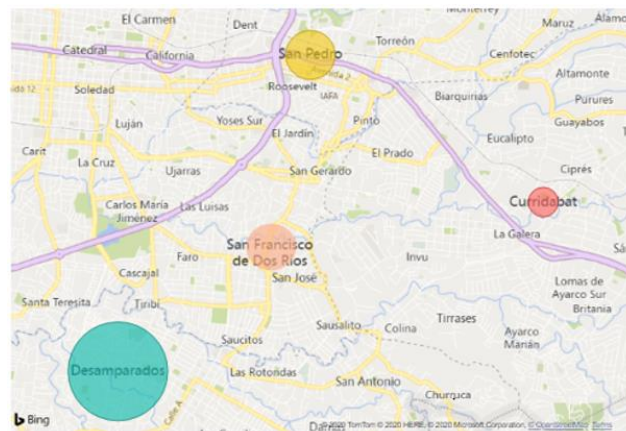 El Carmen
Dent
Monterrey
Maruz
Catedral
California
San Pedro
Torreón
Cenfotec
Altamonte
Soledad
Roosevelt
IAFA
Biarquirias
Purures
Guayabos
Luján
Yoses Sur
Pinto
El Jardín
Eucalipto
Carit
La Cruz
Ujarras
El Prado
Ciprés
San Gerardo
Carlos María
Jiménez
Las Luisas
Curridabat
La Galera
San Francisco
de Dos Ríos
Faro
Invu
Cascajal
San José
Lomas de
Ayarco Sur
Santa Teresita
Tiribí
Britania
Sausalito
Colina
Tirrases
Ayarco
Marián
Saucitos
Desamparados
Las Rotondas
San Antonio
Calle A
Churruca
Bing
© 2020 TomTom © 2020 HERE, © 2020 Microsoft Corporation, © OpenStreetMap Terms